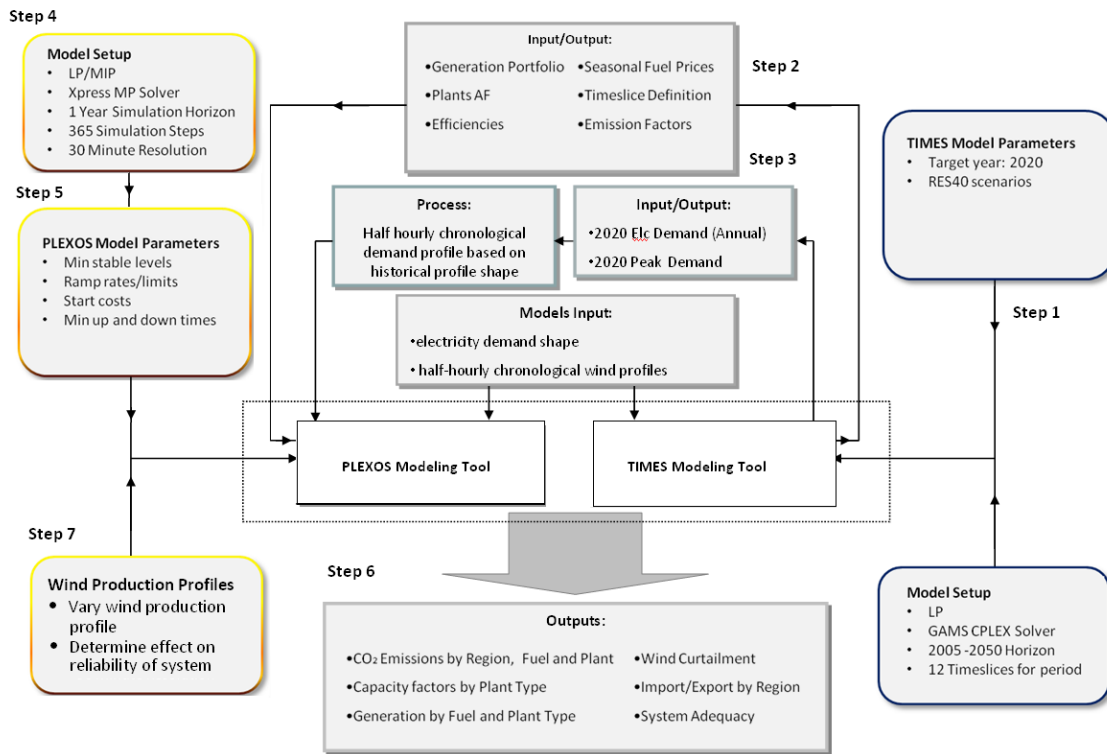 Step 4
Model Setup
• LP/MIP
• Xpress MP Solver
• 1 Year Simulation Horizon
• 365 Simulation Steps
• 30 Minute Resolution
Step 5
PLEXOS Model Parameters
• Min stable levels
• Ramp rates/limits
• Start costs
• Min up and down times
Input/Output:
•Generation Portfolio
•Plants AF
•Efficiencies
•Seasonal Fuel Prices
•Timeslice Definition
•Emission Factors
Step 2
Step 3
Process:
Half hourly chronological
demand profile based on
historical profile shape
Input/Output:
•2020 Elc Demand (Annual)
•2020 Peak Demand
Models Input:
•electricity demand shape
•half-hourly chronological wind profiles
TIMES Model Parameters
• Target year: 2020
• RES40 scenarios
Step 1
PLEXOS Modeling Tool
TIMES Modeling Tool
Step 7
Wind Production Profiles
• Vary wind production
profile
• Determine effect on
reliability of system
Step 6
Outputs:
•CO₂ Emissions by Region, Fuel and Plant
•Capacity factors by Plant Type
•Generation by Fuel and Plant Type
•Wind Curtailment
•Import/Export by Region
•System Adequacy
Model Setup
• LP
• GAMS CPLEX Solver
• 2005 -2050 Horizon
• 12 Timeslices for period